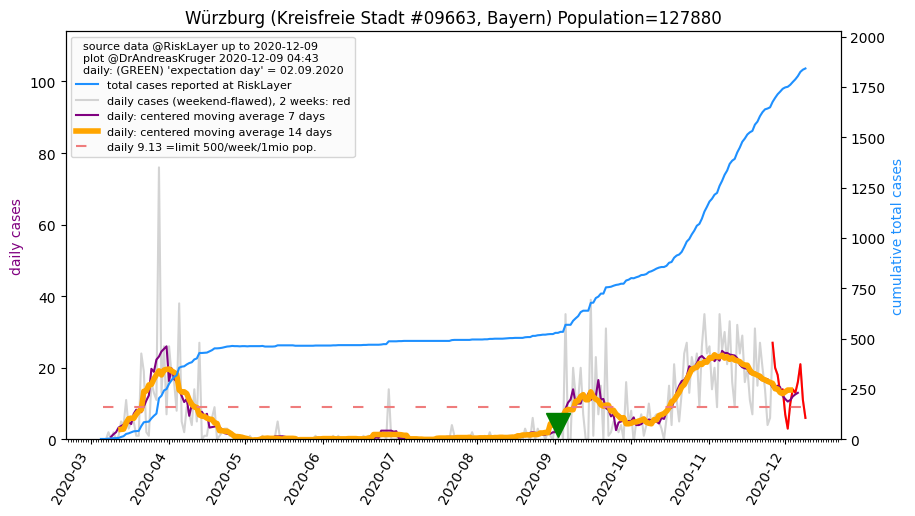 Würzburg (Kreisfreie Stadt #09663, Bayern) Population=127880
source data @RiskLayer up to 2020-12-09
plot @DrAndreasKruger 2020-12-09 04:43
daily: (GREEN) 'expectation day' = 02.09.2020
total cases reported at RiskLayer
daily cases (weekend-flawed), 2 weeks: red
daily: centered moving average 7 days
daily: centered moving average 14 days
daily 9.13 =limit 500/week/1mio pop.
daily cases
0
20
40
60
80
100
cumulative total cases
0
250
500
750
1000
1250
1500
1750
2000
2020-03
2020-04
2020-05
2020-06
2020-07
2020-08
2020-09
2020-10
2020-11
2020-12